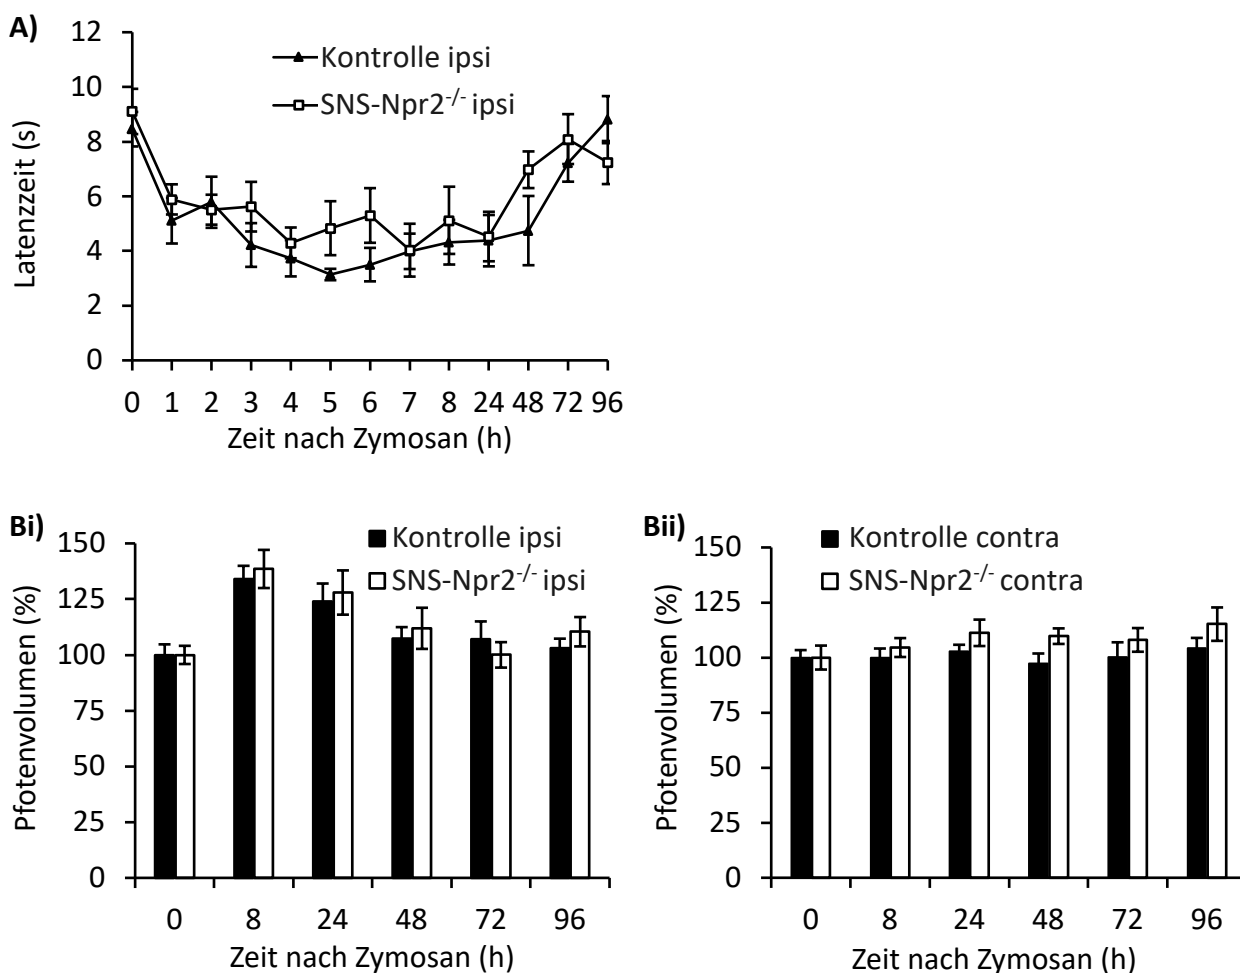 A)
Latenzzeit (s)
12
10
8
6
4
2
0
Kontrolle ipsi
SNS-Npr2-/- ipsi
0 1 2 3 4 5 6 7 8 24 48 72 96
Zeit nach Zymosan (h)
Bi)
Pfotenvolumen (%)
150
125
100
75
50
25
0
Kontrolle ipsi
SNS-Npr2-/- ipsi
0 8 24 48 72 96
Zeit nach Zymosan (h)
Bii)
Pfotenvolumen (%)
150
125
100
75
50
25
0
Kontrolle contra
SNS-Npr2-/- contra
0 8 24 48 72 96
Zeit nach Zymosan (h)